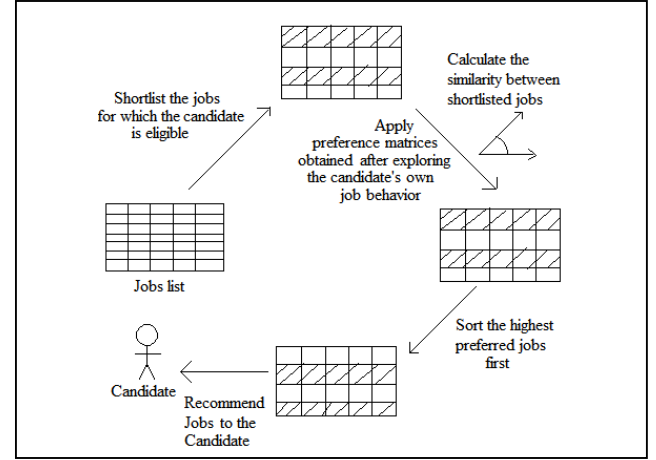 Shortlist the jobs
for which the candidate
is eligible
Calculate the
similarity between
shortlisted jobs
Apply
preference matrices
obtained after exploring
the candidate's own
job behavior
Jobs list
Sort the highest
preferred jobs
first
Candidate
Recommend
Jobs to the
Candidate